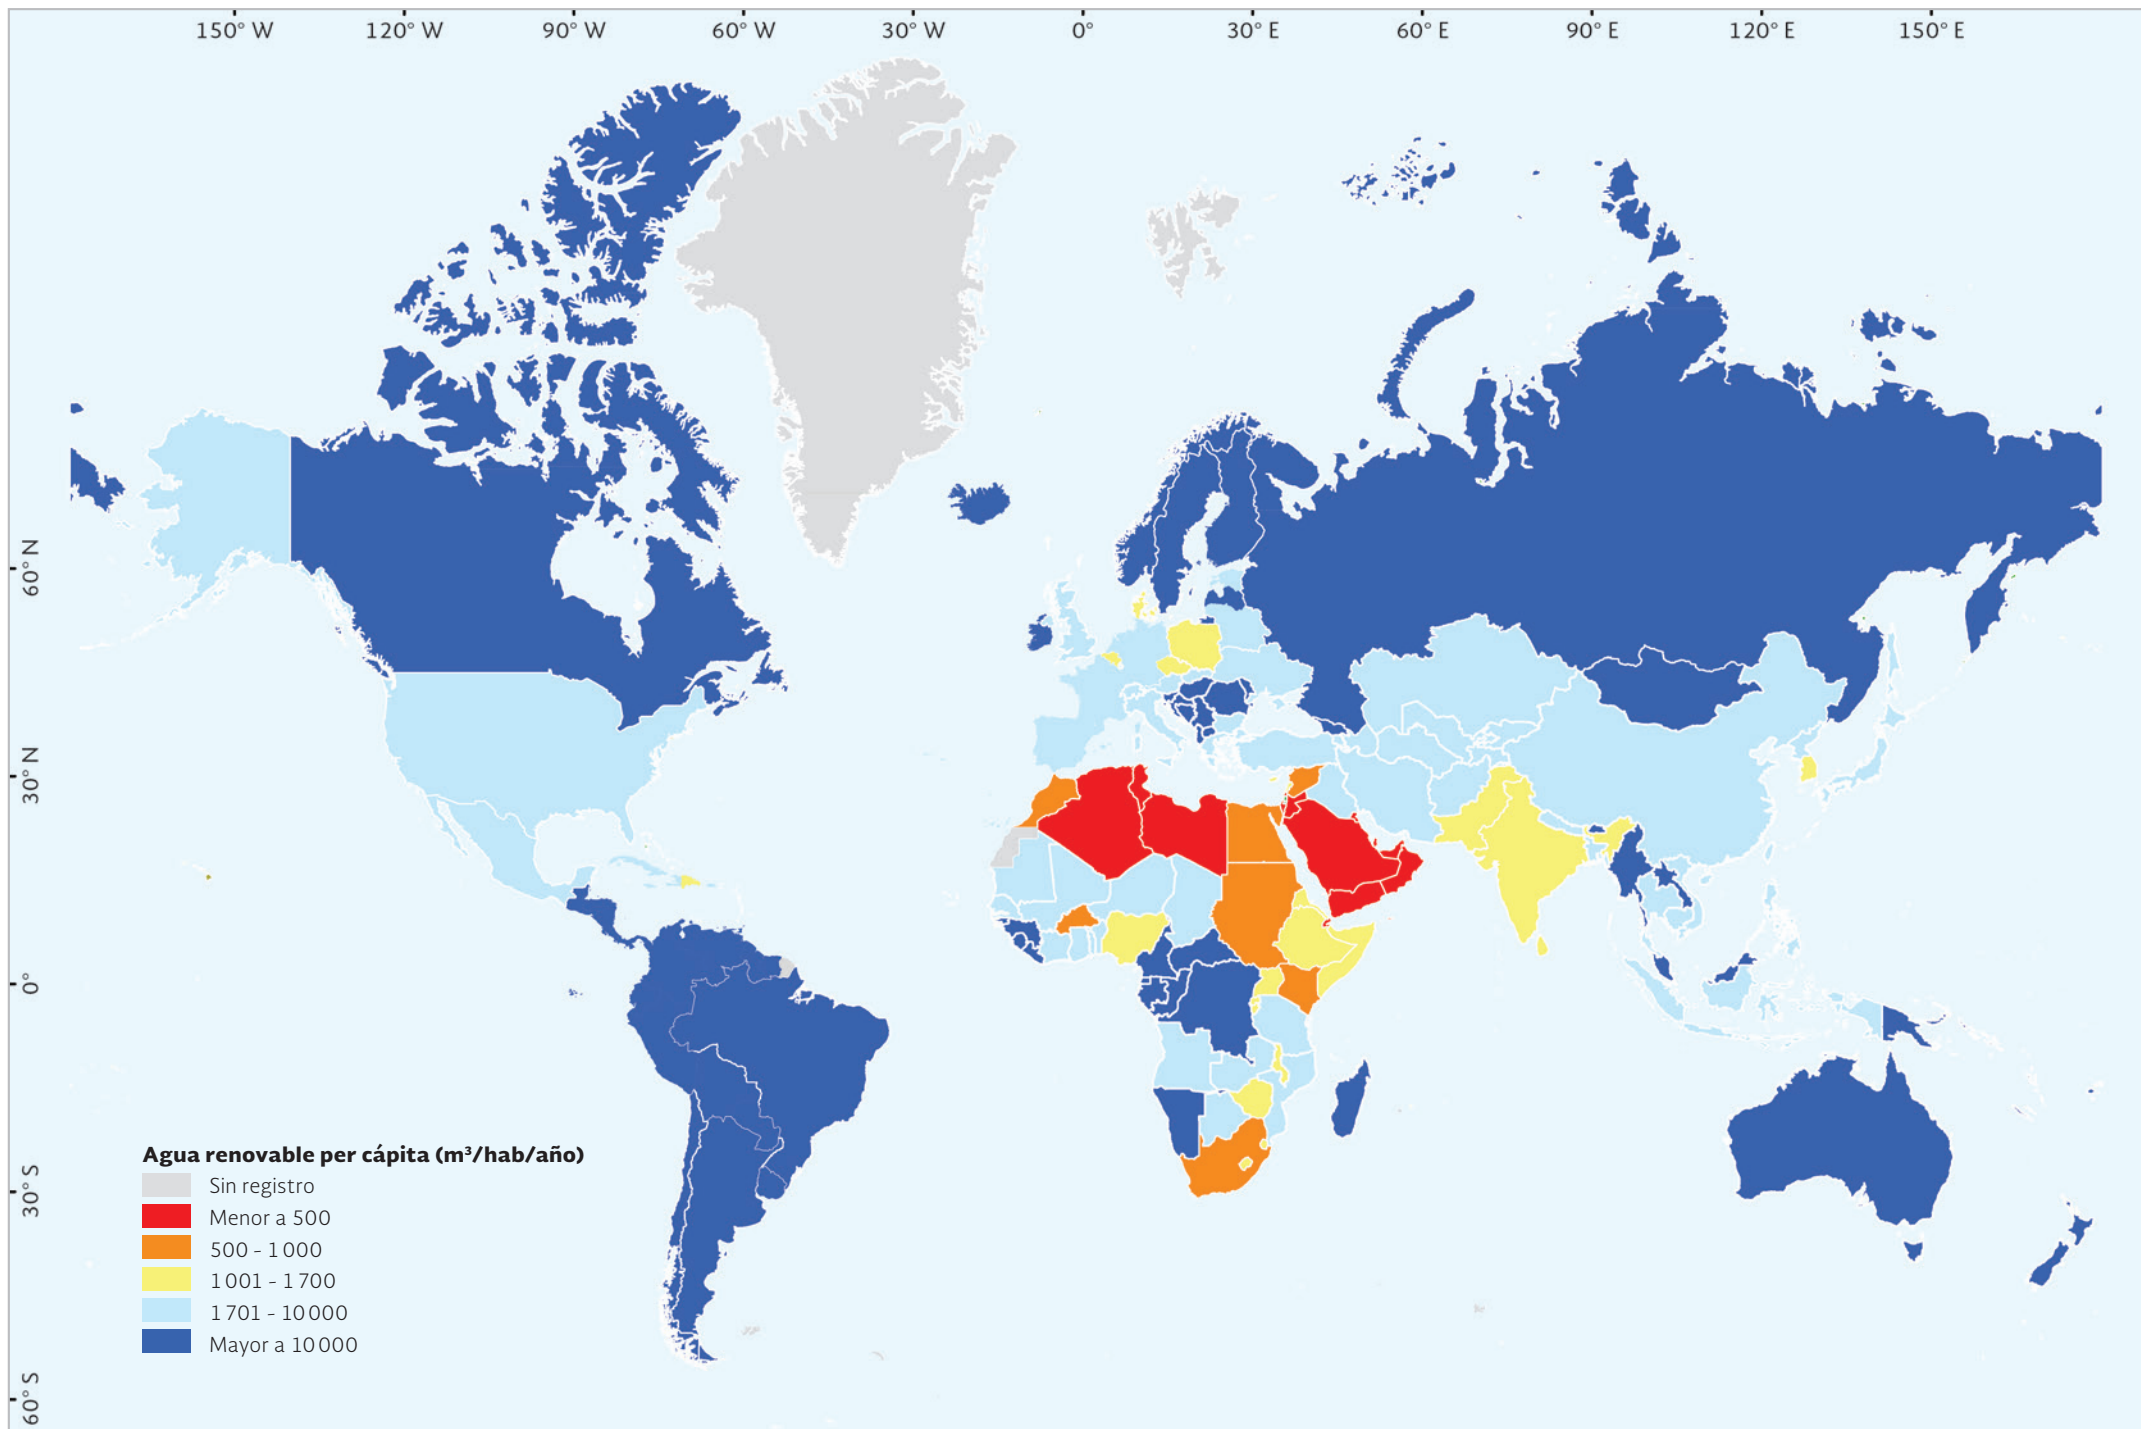 150° W 120° W 90° W 60° W 30° W 0° 30° E 60° E 90° E 120° E 150° E
60° N
30° N
0°
30° S
60° S
Agua renovable per cápita (m³/hab/año)
Sin registro
Menor a 500
500 - 1 000
1 001 - 1 700
1 701 - 10 000
Mayor a 10 000